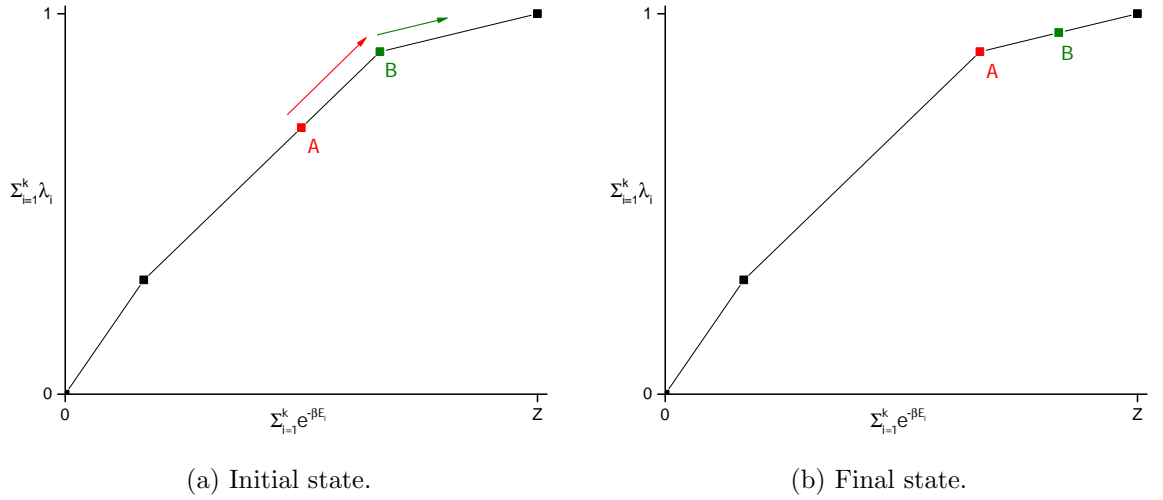 1
A
B
Σ^k_{i=1}λ_i
0
0
Z
Σ^k_{i=1}e^{-βE_i}
(a) Initial state.
1
A
B
Σ^k_{i=1}λ_i
0
0
Z
Σ^k_{i=1}e^{-βE_i}
(b) Final state.